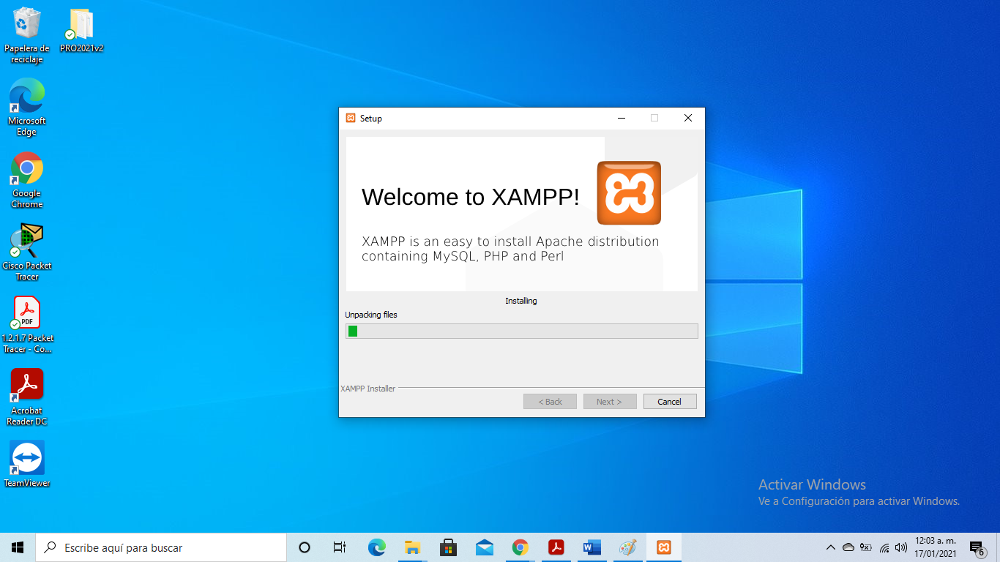 Papelera de
reciclaje
PRO2021v2
Microsoft
Edge
Google
Chrome
Cisco Packet
Tracer
PDF
1.2.1.7 Packet
Tracer - Co...
Acrobat
Reader DC
TeamViewer
Setup
Welcome to XAMPP!
XAMPP is an easy to install Apache distribution
containing MySQL, PHP and Perl
Installing
Unpacking files
XAMPP Installer
< Back
Next >
Cancel
Activar Windows
Ve a Configuración para activar Windows.
Escribe aquí para buscar
12:03 a. m.
17/01/2021
6